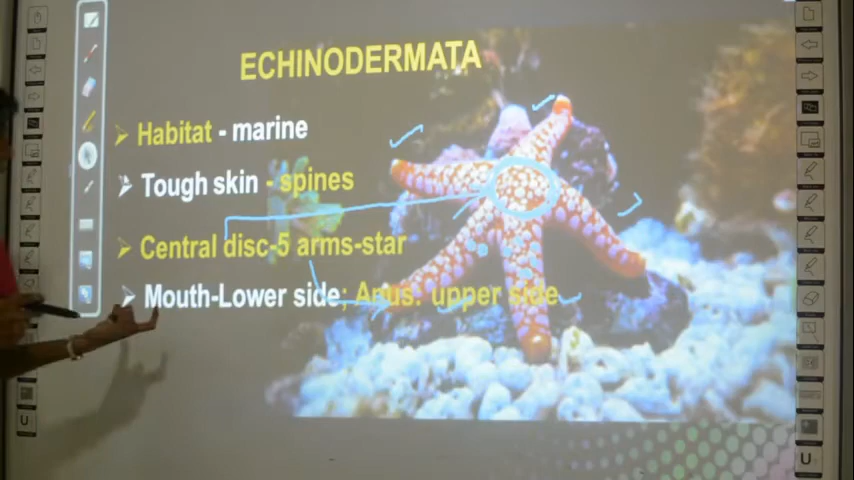 ECHINODERMATA
Habitat - marine
Tough skin - spines
Central disc-5 arms-star
Mouth-Lower side; Anus: upper side